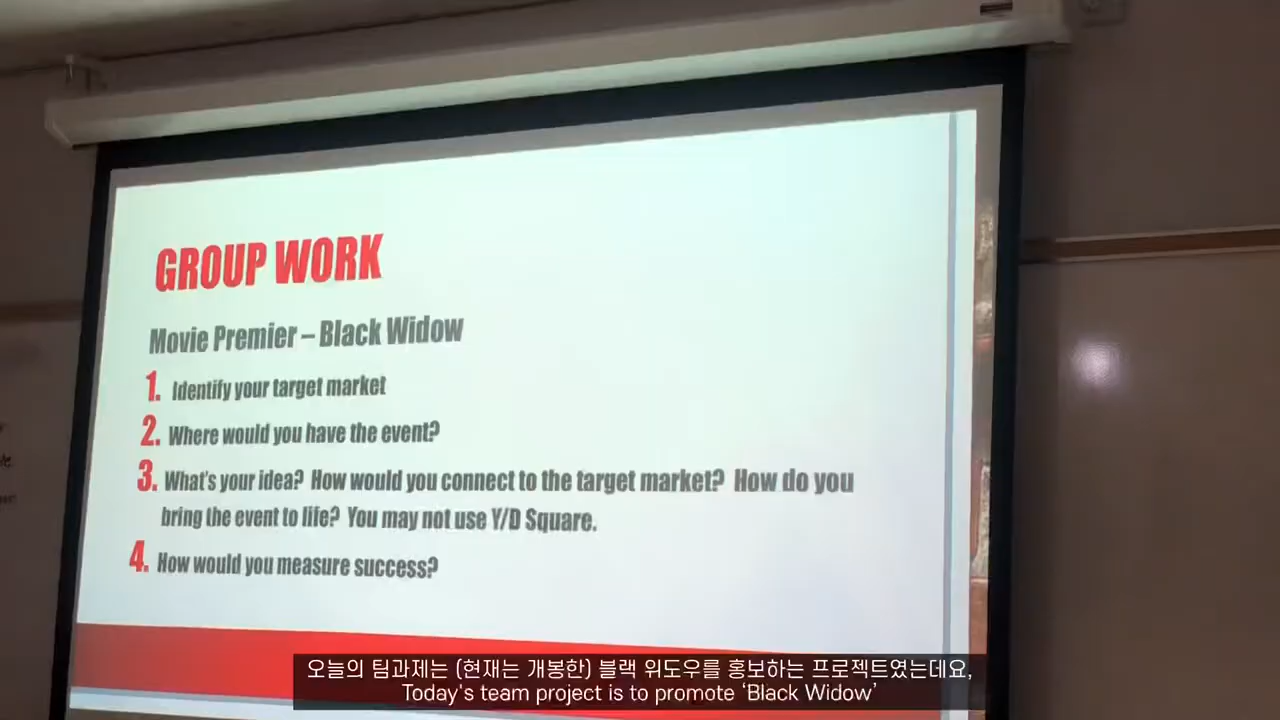 GROUP WORK
Movie Premier – Black Widow
1. Identify your target market
2. Where would you have the event?
3. What's your idea? How would you connect to the target market? How do you
bring the event to life? You may not use Y/D Square.
4. How would you measure success?
오늘의 팀과제는 (현재는 개봉한) 블랙 위도우를 홍보하는 프로젝트였는데요,
Today's team project is to promote ‘Black Widow’